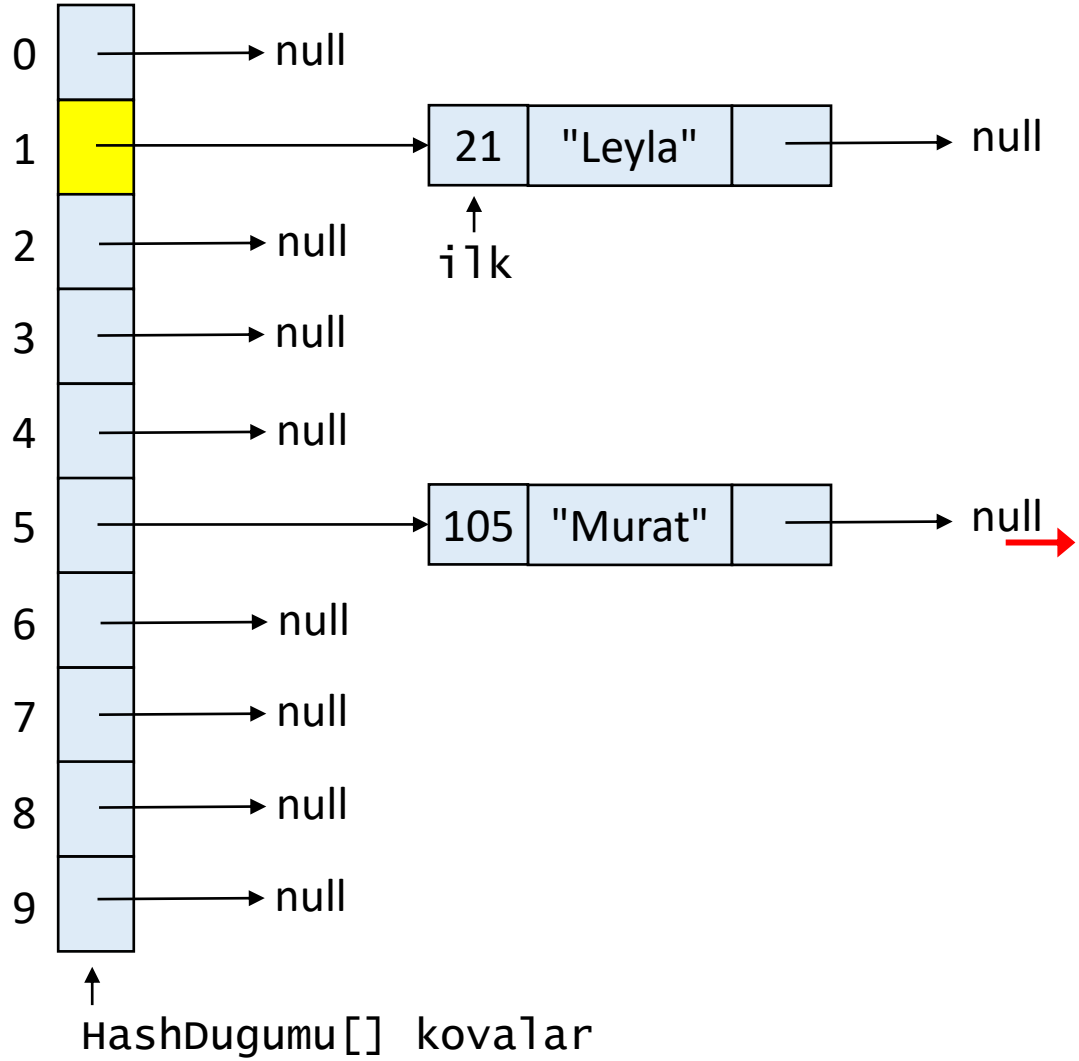 0 null
1 21 "Leyla" null
ilk
2 null
3 null
4 null
5 105 "Murat" null
6 null
7 null
8 null
9 null
HashDugumu[] kovalar